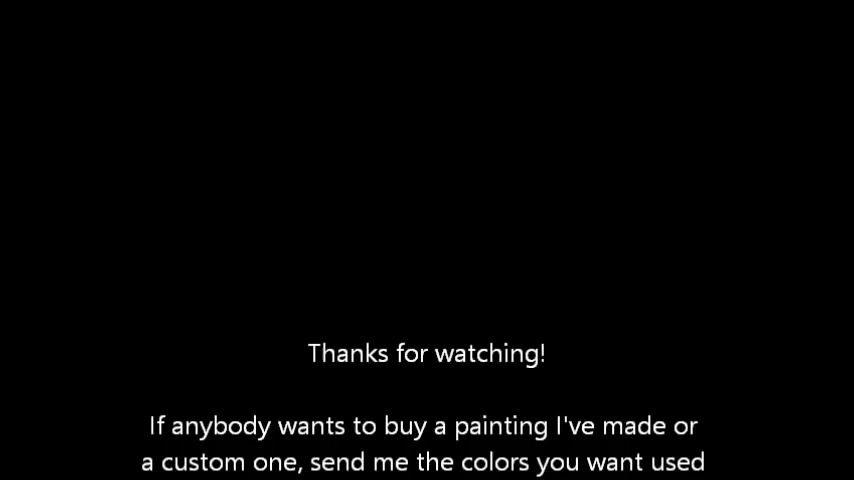 Thanks for watching!
If anybody wants to buy a painting I've made or
a custom one, send me the colors you want used